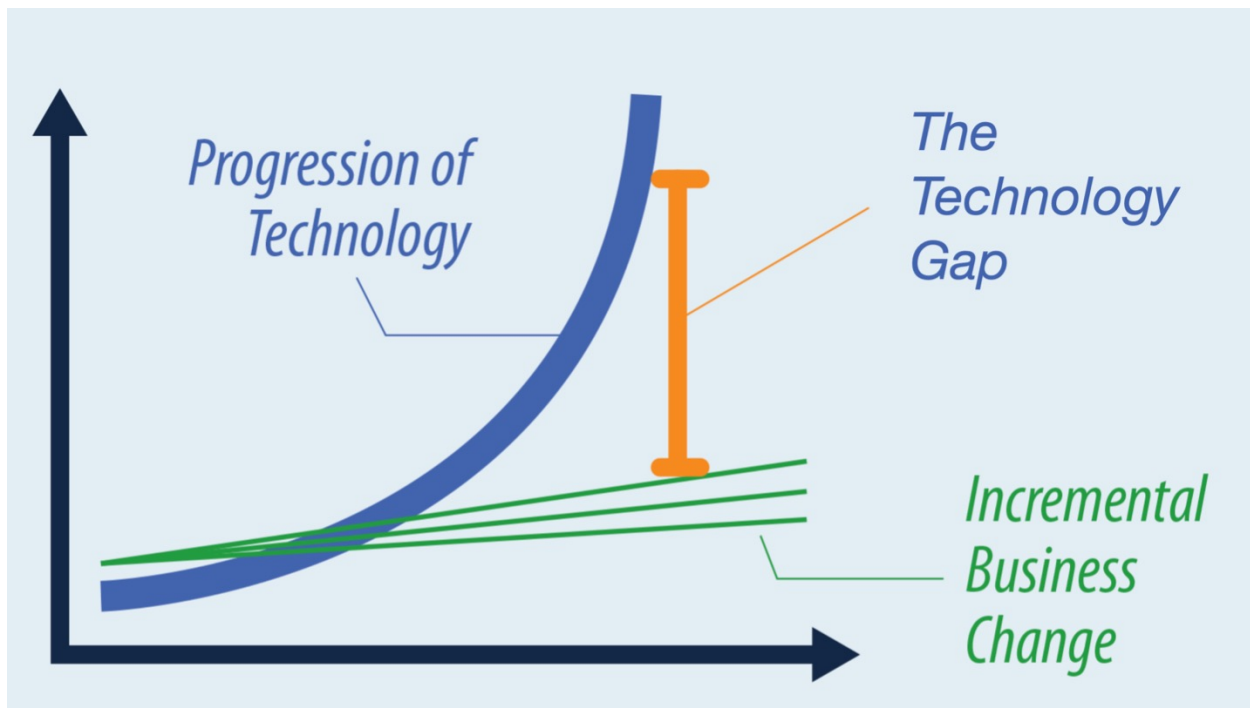 Progression of
Technology
The
Technology
Gap
Incremental
Business
Change